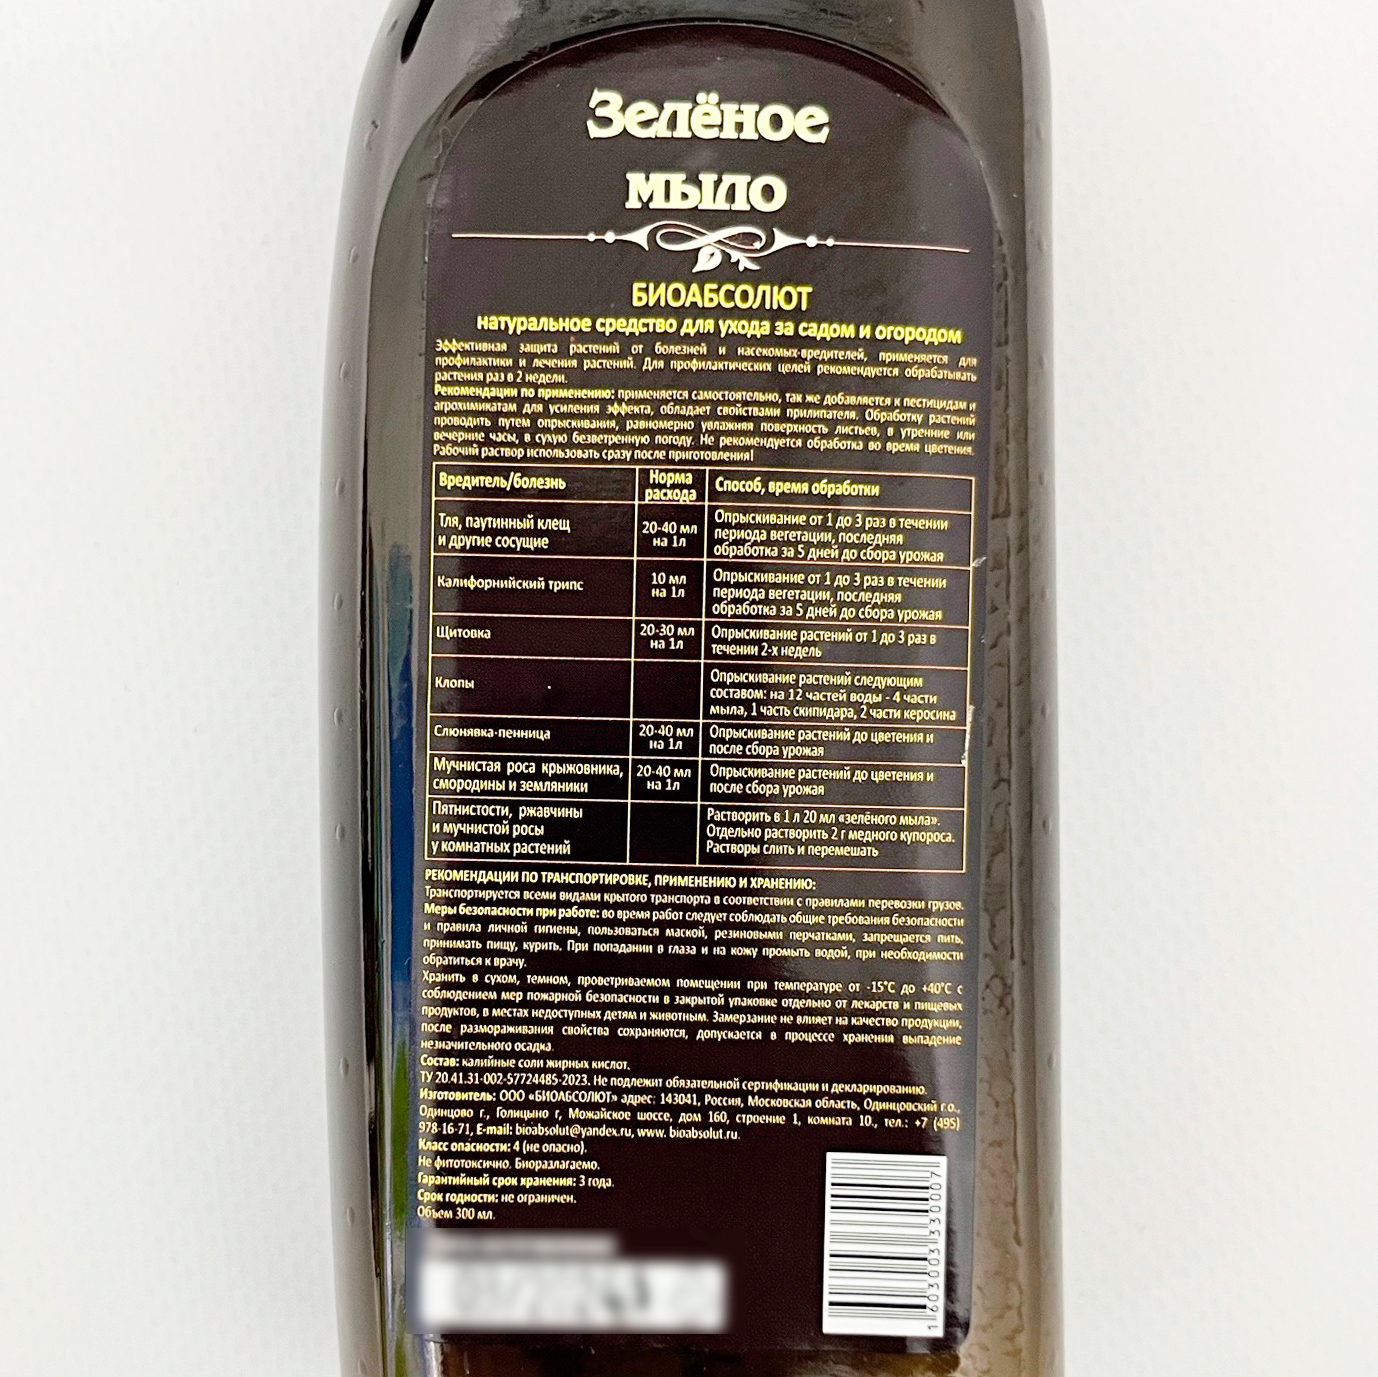 Зелёное
мыло
БИОАБСОЛЮТ
натуральное средство для ухода за садом и огородом
Эффективная защита растений от болезней и насекомых-вредителей, применяется для
профилактики и лечения растений. Для профилактических целей рекомендуется обрабатывать
растения раз в 2 недели.
Рекомендации по применению: применяется самостоятельно, так же добавляется к пестицидам и
агрохимикатам для усиления эффекта, обладает свойствами прилипателя. Обработку растений
проводить путем опрыскивания, равномерно увлажняя поверхность листьев, в утренние или
вечерние часы, в сухую безветренную погоду. Не рекомендуется обработка во время цветения.
Рабочий раствор использовать сразу после приготовления!
Вредитель/болезнь
Норма
расхода
Способ, время обработки
Тля, паутинный клещ
и другие сосущие
20-40 мл
на 1л
Опрыскивание от 1 до 3 раз в течении
периода вегетации, последняя
обработка за 5 дней до сбора урожая
Калифорнийский трипс
10 мл
на 1л
Опрыскивание от 1 до 3 раз в течении
периода вегетации, последняя
обработка за 5 дней до сбора урожая
Щитовка
20-30 мл
на 1л
Опрыскивание растений от 1 до 3 раз в
течении 2-х недель
Клопы
Опрыскивание растений следующим
составом: на 12 частей воды - 4 части
мыла, 1 часть скипидара, 2 части керосина
Слюнявка-пенница
20-40 мл
на 1л
Опрыскивание растений до цветения и
после сбора урожая
Мучнистая роса крыжовника,
смородины и земляники
20-40 мл
на 1л
Опрыскивание растений до цветения и
после сбора урожая
Пятнистости, ржавчины
и мучнистой росы
у комнатных растений
Растворить в 1 л 20 мл «зелёного мыла».
Отдельно растворить 2 г медного купороса.
Растворы слить и перемешать
РЕКОМЕНДАЦИИ ПО ТРАНСПОРТИРОВКЕ, ПРИМЕНЕНИЮ И ХРАНЕНИЮ:
Транспортируется всеми видами крытого транспорта в соответствии с правилами перевозки грузов.
Меры безопасности при работе: во время работ следует соблюдать общие требования безопасности
и правила личной гигиены, пользоваться маской, резиновыми перчатками, запрещается пить,
принимать пищу, курить. При попадании в глаза и на кожу промыть водой, при необходимости
обратиться к врачу.
Хранить в сухом, темном, проветриваемом помещении при температуре от -15°C до +40°C с
соблюдением мер пожарной безопасности в закрытой упаковке отдельно от лекарств и пищевых
продуктов, в местах недоступных детям и животным. Замерзание не влияет на качество продукции,
после размораживания свойства сохраняются, допускается в процессе хранения выпадение
незначительного осадка.
Состав: калийные соли жирных кислот.
ТУ 20.41.31-002-57724485-2023. Не подлежит обязательной сертификации и декларированию.
Изготовитель: ООО «БИОАБСОЛЮТ» адрес: 143041, Россия, Московская область, Одинцовский г.о.,
Одинцово г., Голицыно г, Можайское шоссе, дом 160, строение 1, комната 10., тел.: +7 (495)
978-16-71, E-mail: bioabsolut@yandex.ru, www. bioabsolut.ru.
Класс опасности: 4 (не опасно).
Не фитотоксично. Биоразлагаемо.
Гарантийный срок хранения: 3 года.
Срок годности: не ограничен.
Объем 300 мл.
1603003330007